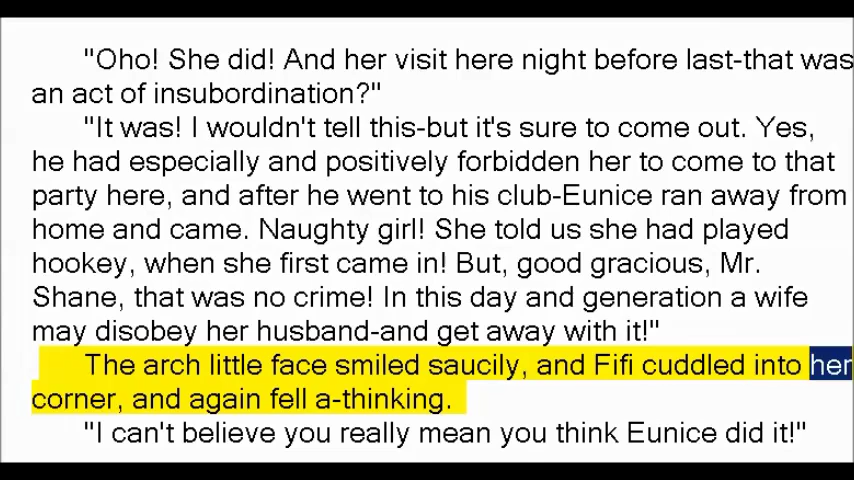 "Oho! She did! And her visit here night before last-that was
an act of insubordination?"
"It was! I wouldn't tell this-but it's sure to come out. Yes,
he had especially and positively forbidden her to come to that
party here, and after he went to his club-Eunice ran away from
home and came. Naughty girl! She told us she had played
hookey, when she first came in! But, good gracious, Mr.
Shane, that was no crime! In this day and generation a wife
may disobey her husband-and get away with it!"
The arch little face smiled saucily, and Fifi cuddled into her
corner, and again fell a-thinking.
"I can't believe you really mean you think Eunice did it!"